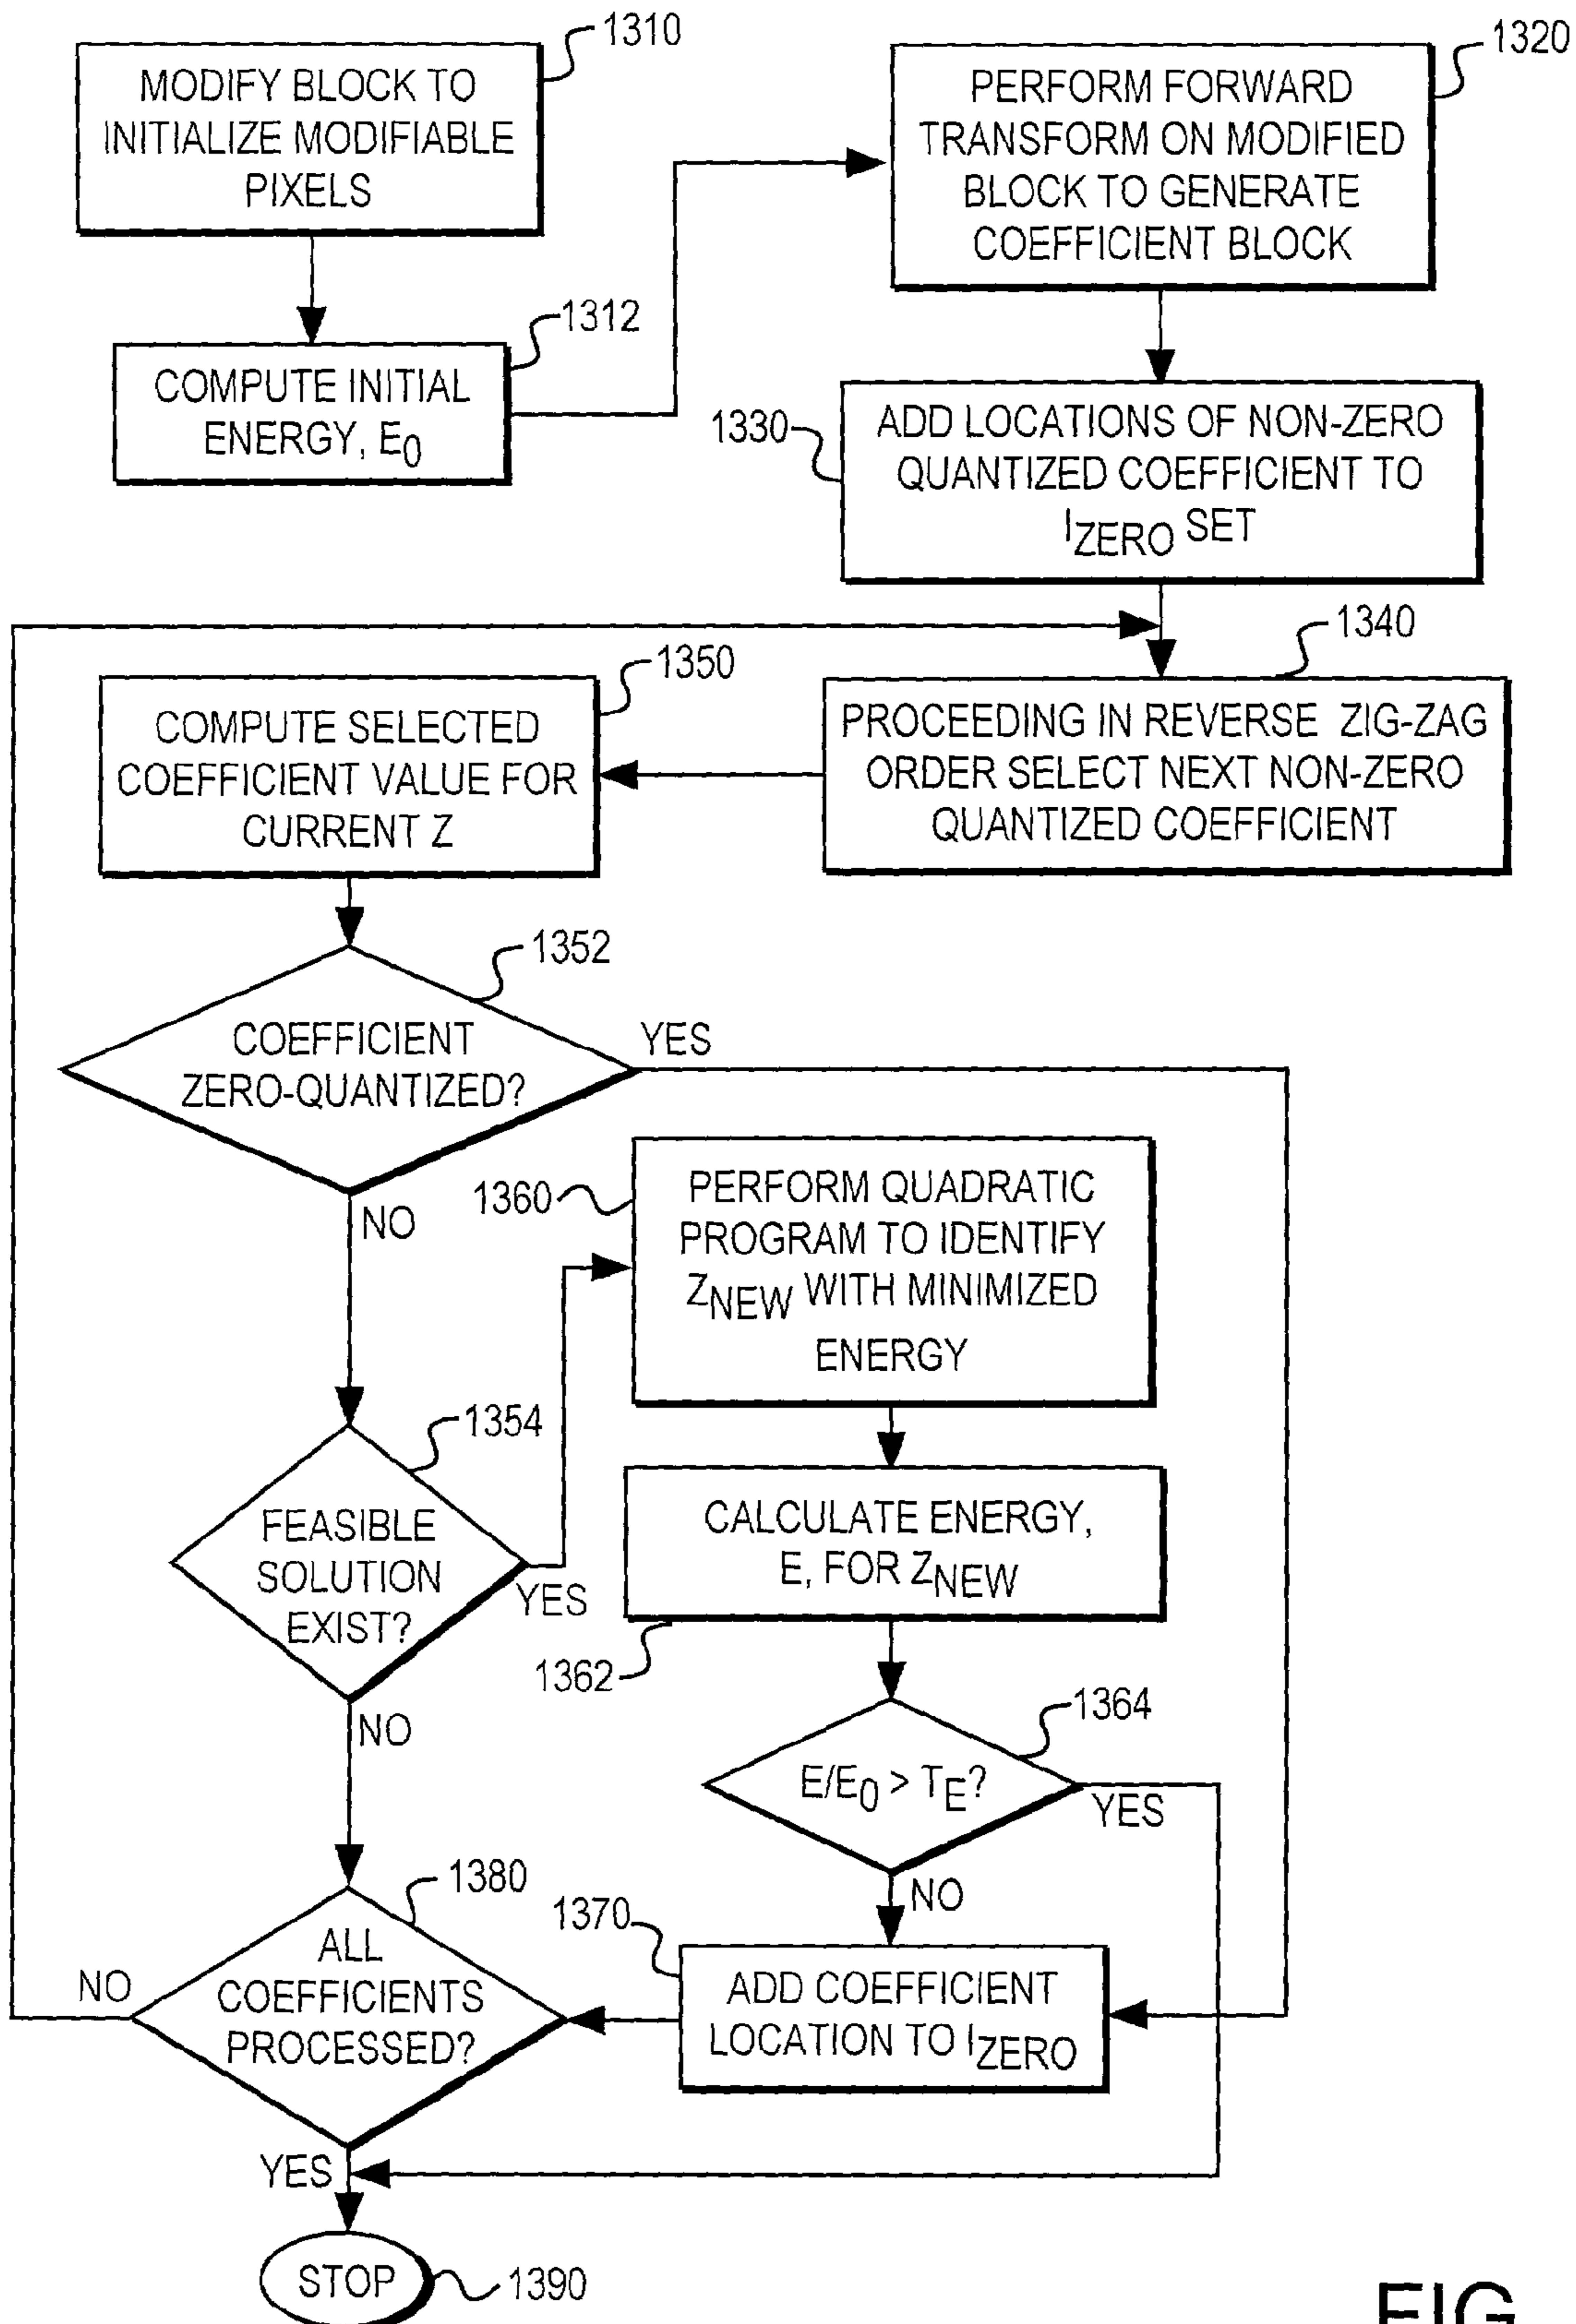 1310
MODIFY BLOCK TO
INITIALIZE MODIFIABLE
PIXELS
1312
COMPUTE INITIAL
ENERGY, E0
1320
PERFORM FORWARD
TRANSFORM ON MODIFIED
BLOCK TO GENERATE
COEFFICIENT BLOCK
1330
ADD LOCATIONS OF NON-ZERO
QUANTIZED COEFFICIENT TO
IZERO SET
1340
PROCEEDING IN REVERSE ZIG-ZAG
ORDER SELECT NEXT NON-ZERO
QUANTIZED COEFFICIENT
1350
COMPUTE SELECTED
COEFFICIENT VALUE FOR
CURRENT Z
1352
COEFFICIENT
ZERO-QUANTIZED?
YES
NO
1354
FEASIBLE
SOLUTION
EXIST?
YES
NO
1360
PERFORM QUADRATIC
PROGRAM TO IDENTIFY
ZNEW WITH MINIMIZED
ENERGY
CALCULATE ENERGY,
E, FOR ZNEW
1362
1364
E/E0 > TE?
YES
NO
1370
ADD COEFFICIENT
LOCATION TO IZERO
1380
ALL
COEFFICIENTS
PROCESSED?
NO
YES
STOP
1390
FIG